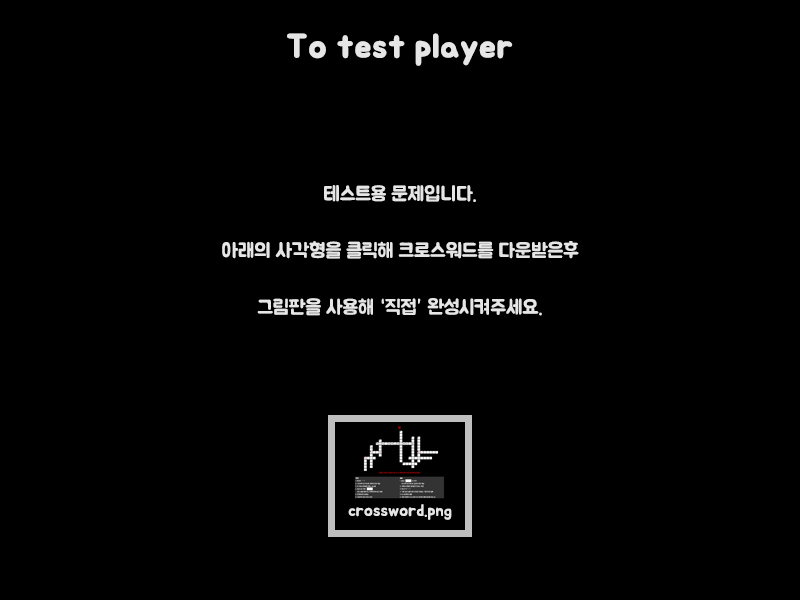 To test player
테스트용 문제입니다.
아래의 사각형을 클릭해 크로스워드를 다운받은후
그림판을 사용해 '직접' 완성시켜주세요.
crossword.png